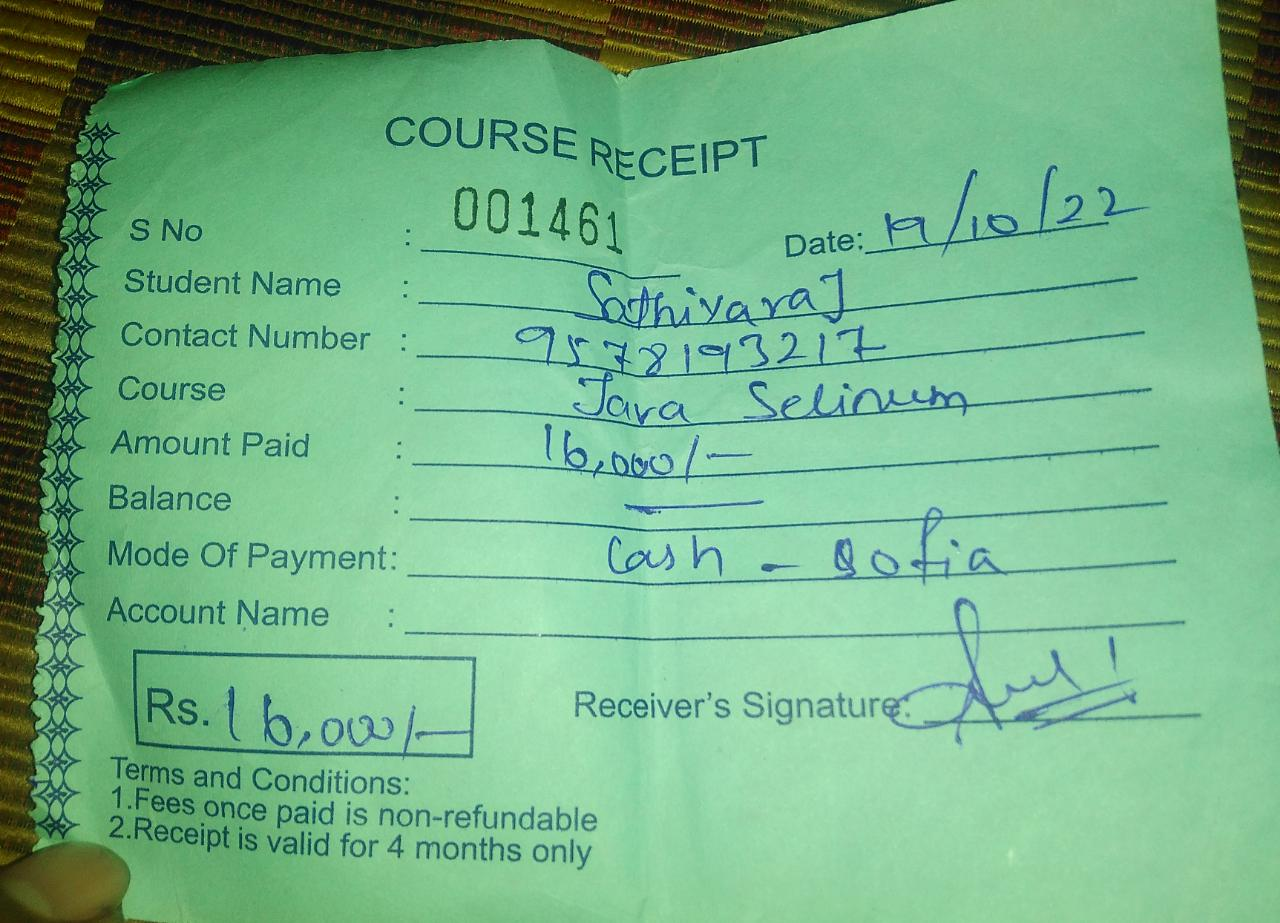 COURSE RECEIPT
S No : 001461 Date: 19/10/22
Student Name : Sathiyaraj
Contact Number : 9578193217
Course : Java Selinum
Amount Paid : 16,000/-
Balance : —
Mode Of Payment: Cash - Sofia
Account Name :
Rs. 16,000/- Receiver's Signature:
Terms and Conditions:
1.Fees once paid is non-refundable
2.Receipt is valid for 4 months only